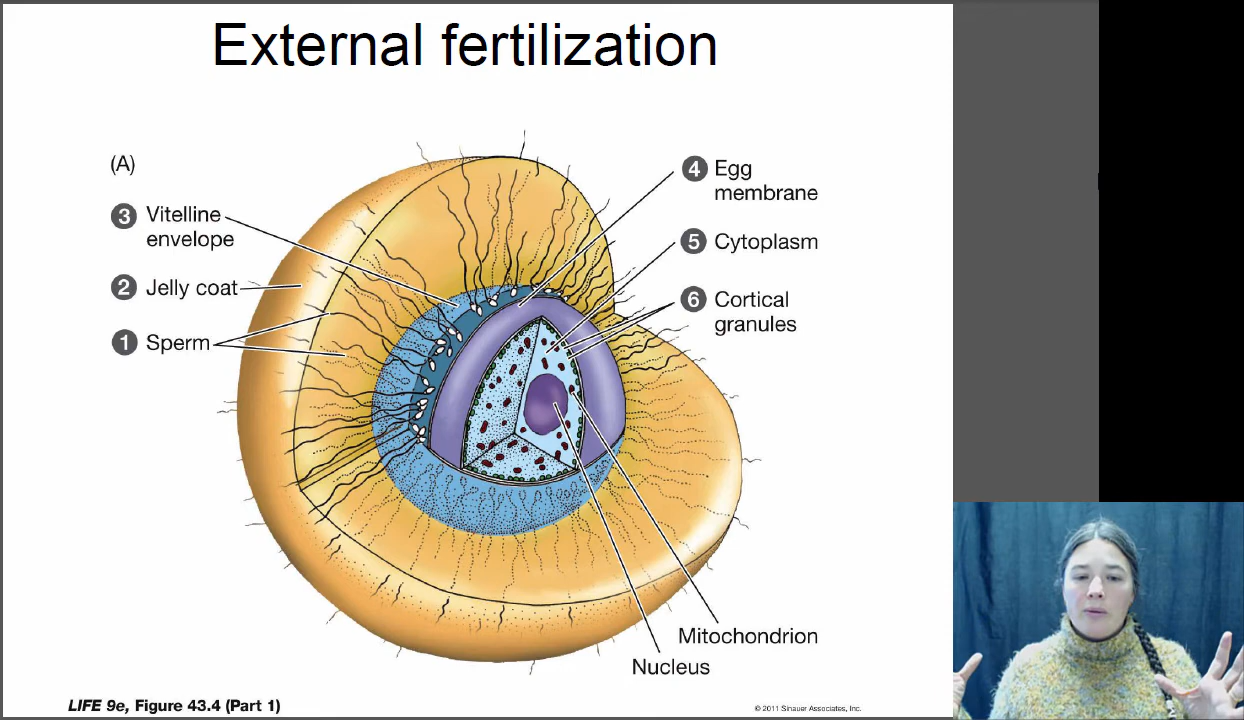 External fertilization
(A)
3 Vitelline
envelope
2 Jelly coat
1 Sperm
4 Egg
membrane
5 Cytoplasm
6 Cortical
granules
Mitochondrion
Nucleus
LIFE 9e, Figure 43.4 (Part 1)
© 2011 Sinauer Associates, Inc.